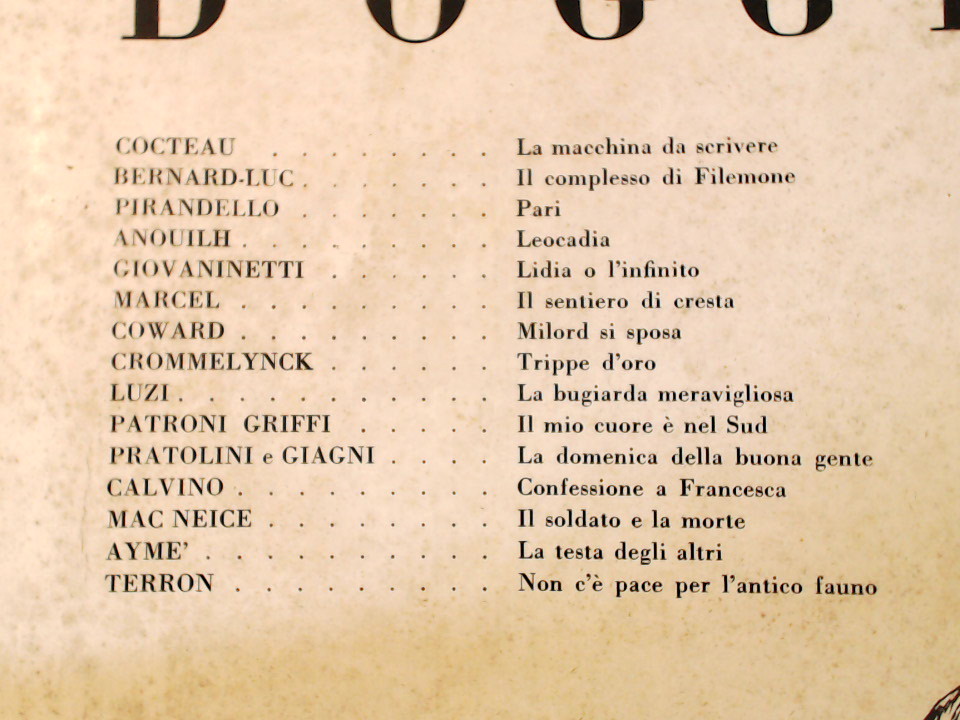 COCTEAU . . . . . . . . La macchina da scrivere
BERNARD-LUC . . . . . . . Il complesso di Filemone
PIRANDELLO . . . . . . . Pari
ANOUILH . . . . . . . . . Leocadia
GIOVANINETTI . . . . . . Lidia o l'infinito
MARCEL . . . . . . . . . Il sentiero di cresta
COWARD . . . . . . . . . Milord si sposa
CROMMELYNCK . . . . . . Trippe d'oro
LUZI . . . . . . . . . . . La bugiarda meravigliosa
PATRONI GRIFFI . . . . . Il mio cuore è nel Sud
PRATOLINI e GIAGNI . . . . La domenica della buona gente
CALVINO . . . . . . . . . Confessione a Francesca
MAC NEICE . . . . . . . . Il soldato e la morte
AYME' . . . . . . . . . . La testa degli altri
TERRON . . . . . . . . . Non c'è pace per l'antico fauno